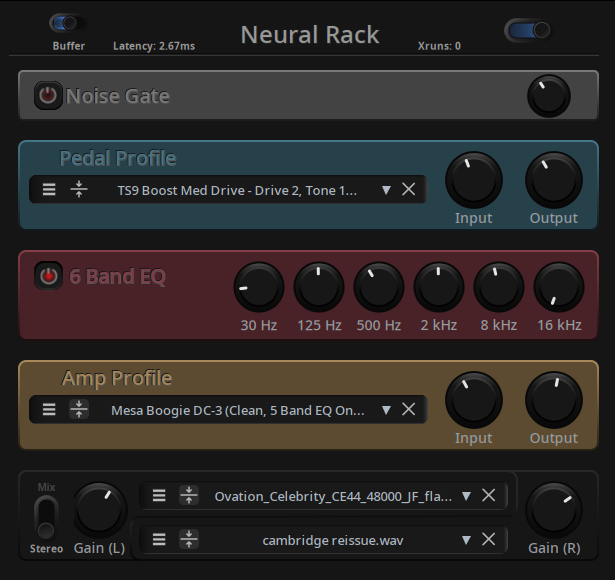 Neural Rack
Buffer
Latency: 2.67ms
Xruns: 0
Noise Gate
Pedal Profile
TS9 Boost Med Drive - Drive 2, Tone 1...
Input
Output
6 Band EQ
30 Hz
125 Hz
500 Hz
2 kHz
8 kHz
16 kHz
Amp Profile
Mesa Boogie DC-3 (Clean, 5 Band EQ On...
Input
Output
Mix
Stereo
Gain (L)
Ovation_Celebrity_CE44_48000_JF_fla...
cambridge reissue.wav
Gain (R)